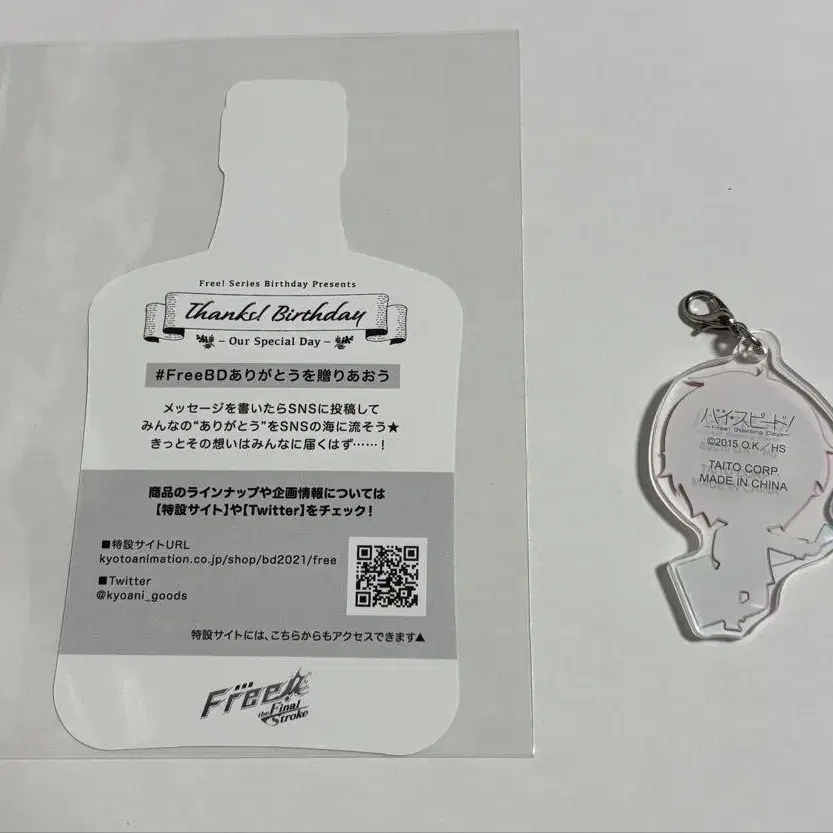 Free! Series Birthday Presents
Thanks! Birthday
– Our Special Day –
#FreeBDありがとうを贈りあおう
メッセージを書いたらSNSに投稿して
みんなの“ありがとう”をSNSの海に流そう★
きっとその想いはみんなに届くはず……！
商品のラインナップや企画情報については
【特設サイト】や【Twitter】をチェック！
■特設サイトURL
kyotoanimation.co.jp/shop/bd2021/free
■Twitter
@kyoani_goods
特設サイトには、こちらからもアクセスできます▲
Free!
the Final
Stroke
ハイ☆スピード！
Free! Starting Days
©2015 O.K／HS
TAITO CORP.
MADE IN CHINA